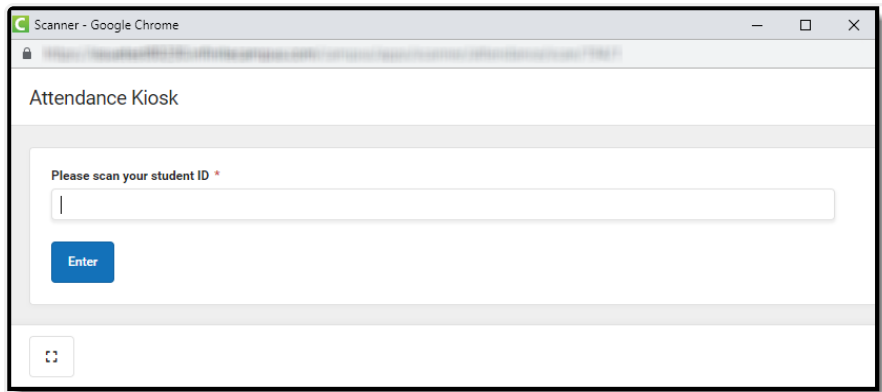 Scanner - Google Chrome
Attendance Kiosk
Please scan your student ID *
Enter